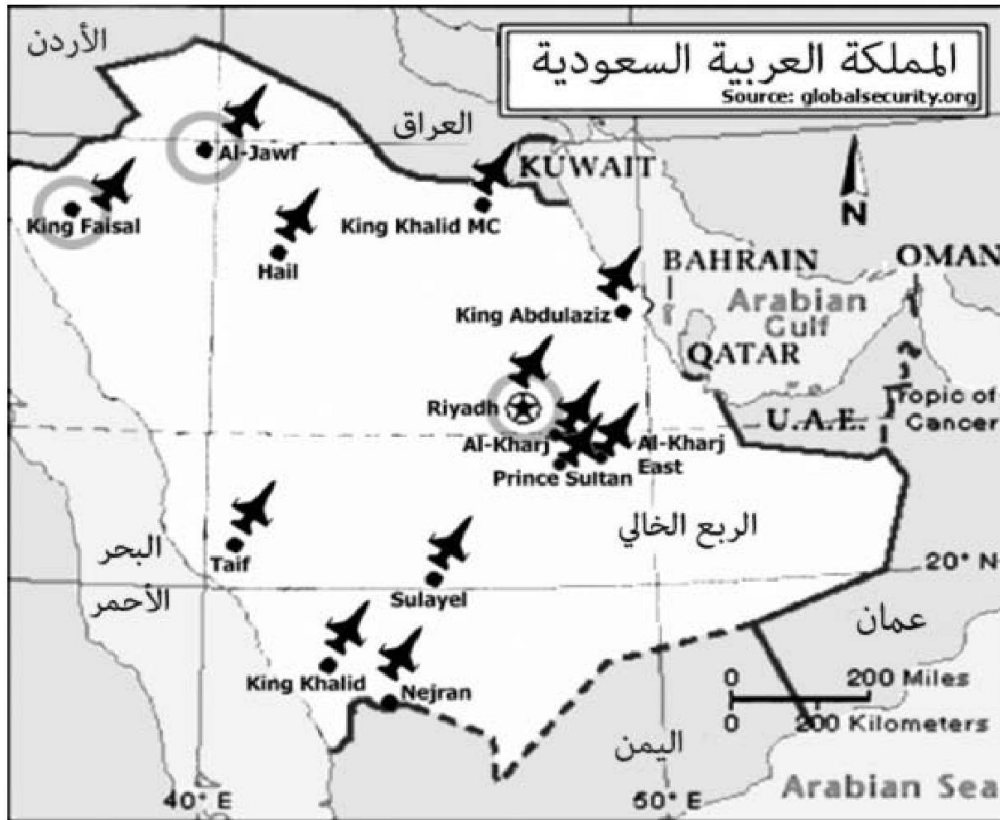 الأردن
المملكة العربية السعودية
Source: globalsecurity.org
العراق
Al-Jawf
KUWAIT
N
King Faisal
King Khalid MC
Hail
BAHRAIN
OMAN
Arabian
Gulf
King Abdulaziz
QATAR
Riyadh
Topic of
Cancer
U.A.E.
Al-Kharj
Al-Kharj
East
Prince Sultan
الربع الخالي
البحر
الأحمر
Taif
20° N
Sulayel
عمان
King Khalid
Nejran
0 200 Miles
0 200 Kilometers
اليمن
Arabian Sea
40° E
50° E